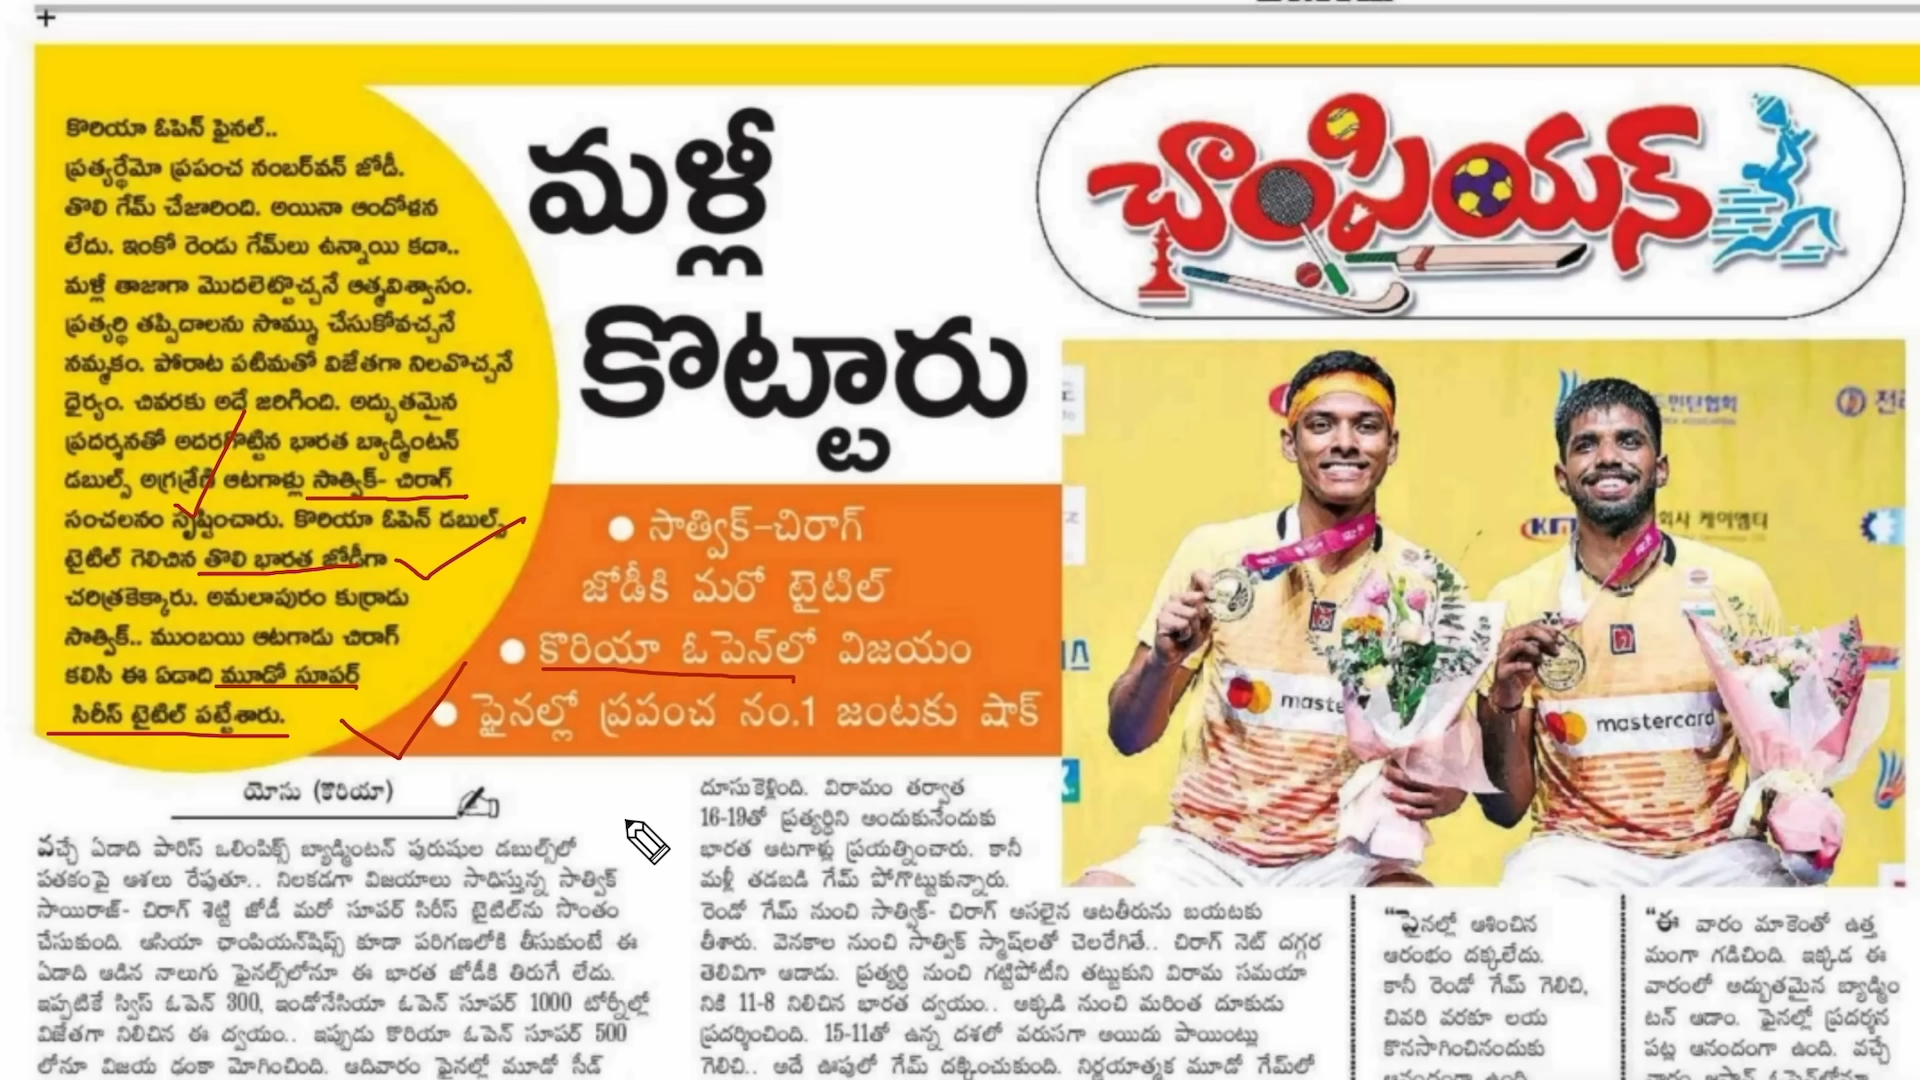 కొరియా ఓపెన్ ఫైనల్..
ప్రత్యర్థేమో ప్రపంచ నంబర్‌వన్ జోడీ.
తొలి గేమ్ చేజారింది. అయినా ఆందోళన
లేదు. ఇంకో రెండు గేమ్‌లు ఉన్నాయి కదా..
మళ్లీ తాజాగా మొదలెట్టొచ్చనే ఆత్మవిశ్వాసం.
ప్రత్యర్థి తప్పిదాలను సొమ్ము చేసుకోవచ్చనే
నమ్మకం. పోరాట పటిమతో విజేతగా నిలవొచ్చనే
ధైర్యం. చివరకు అదే జరిగింది. అద్భుతమైన
ప్రదర్శనతో అదరగొట్టిన భారత బ్యాడ్మింటన్
డబుల్స్ అగ్రశ్రేణి ఆటగాళ్లు సాత్విక్- చిరాగ్
సంచలనం సృష్టించారు. కొరియా ఓపెన్ డబుల్స్
టైటిల్ గెలిచిన తొలి భారత జోడీగా
చరిత్రకెక్కారు. అమలాపురం కుర్రాడు
సాత్విక్.. ముంబయి ఆటగాడు చిరాగ్
కలిసి ఈ ఏడాది మూడో సూపర్
సిరీస్ టైటిల్ పట్టేశారు.
మళ్లీ
కొట్టారు
చాంపియన్
● సాత్విక్-చిరాగ్
జోడీకి మరో టైటిల్
● కొరియా ఓపెన్‌లో విజయం
● ఫైనల్లో ప్రపంచ నం.1 జంటకు షాక్
mastercard
యోసు (కొరియా)
వచ్చే ఏడాది పారిస్ ఒలింపిక్స్ బ్యాడ్మింటన్ పురుషుల డబుల్స్‌లో
పతకంపై ఆశలు రేపుతూ.. నిలకడగా విజయాలు సాధిస్తున్న సాత్విక్
సాయిరాజ్- చిరాగ్ శెట్టి జోడీ మరో సూపర్ సిరీస్ టైటిల్‌ను సొంతం
చేసుకుంది. ఆసియా ఛాంపియన్‌షిప్స్ కూడా పరిగణలోకి తీసుకుంటే ఈ
ఏడాది ఆడిన నాలుగు ఫైనల్స్‌లోనూ ఈ భారత జోడీకి తిరుగే లేదు.
ఇప్పటికే స్విస్ ఓపెన్ 300, ఇండోనేసియా ఓపెన్ సూపర్ 1000 టోర్నీల్లో
విజేతగా నిలిచిన ఈ ద్వయం.. ఇప్పుడు కొరియా ఓపెన్ సూపర్ 500
లోనూ విజయ ఢంకా మోగించింది. ఆదివారం ఫైనల్లో మూడో సీడ్
దూసుకెళ్లింది. విరామం తర్వాత
16-19తో ప్రత్యర్థిని అందుకునేందుకు
భారత ఆటగాళ్లు ప్రయత్నించారు. కానీ
మళ్లీ తడబడి గేమ్ పోగొట్టుకున్నారు.
రెండో గేమ్ నుంచి సాత్విక్- చిరాగ్ అసలైన ఆటతీరును బయటకు
తీశారు. వెనకాల నుంచి సాత్విక్ స్మాష్‌లతో చెలరేగితే.. చిరాగ్ నెట్ దగ్గర
తెలివిగా ఆడాడు. ప్రత్యర్థి నుంచి గట్టిపోటీని తట్టుకుని విరామ సమయా
నికి 11-8 నిలిచిన భారత ద్వయం.. అక్కడి నుంచి మరింత దూకుడు
ప్రదర్శించింది. 15-11తో ఉన్న దశలో వరుసగా అయిదు పాయింట్లు
గెలిచి.. అదే ఊపులో గేమ్ దక్కించుకుంది. నిర్ణయాత్మక మూడో గేమ్‌లో
“ఫైనల్లో ఆశించిన
ఆరంభం దక్కలేదు.
కానీ రెండో గేమ్ గెలిచి,
చివరి వరకూ లయ
కొనసాగించినందుకు
ఆనందంగా ఉంది.
“ఈ వారం మాకెంతో ఉత్త
మంగా గడిచింది. ఇక్కడ ఈ
వారంలో అద్భుతమైన బ్యాడ్మిం
టన్ ఆడాం. ఫైనల్లో ప్రదర్శన
పట్ల ఆనందంగా ఉంది. వచ్చే